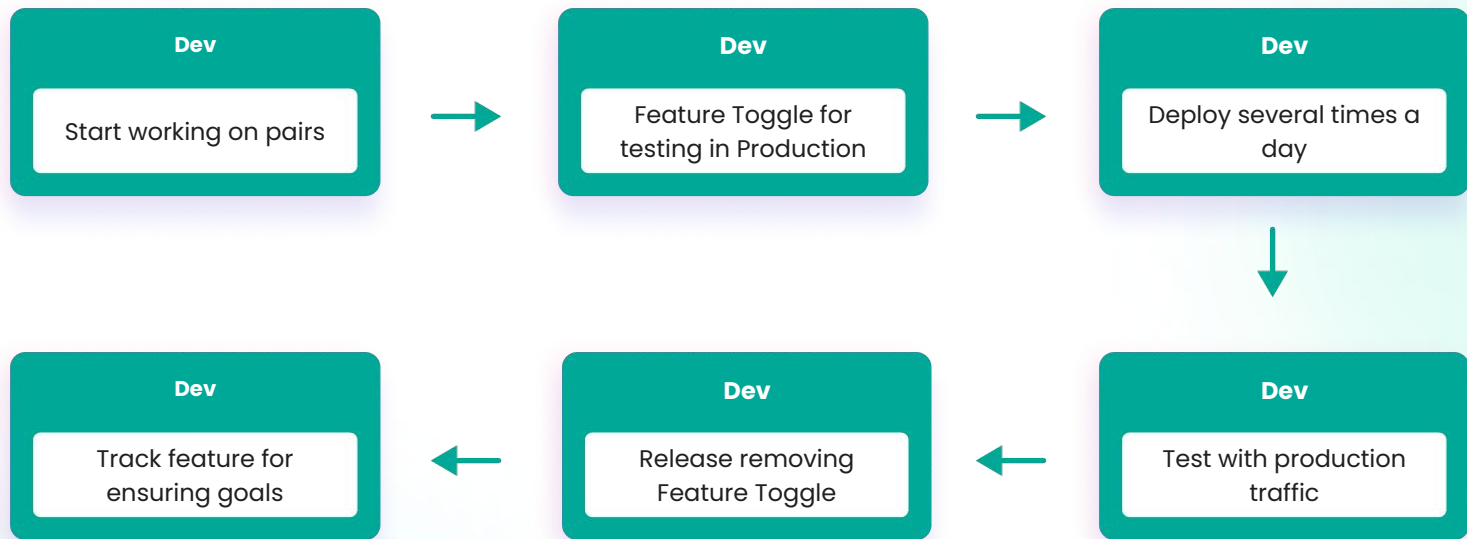 Dev
Start working on pairs
Dev
Feature Toggle for
testing in Production
Dev
Deploy several times a
day
Dev
Test with production
traffic
Dev
Release removing
Feature Toggle
Dev
Track feature for
ensuring goals